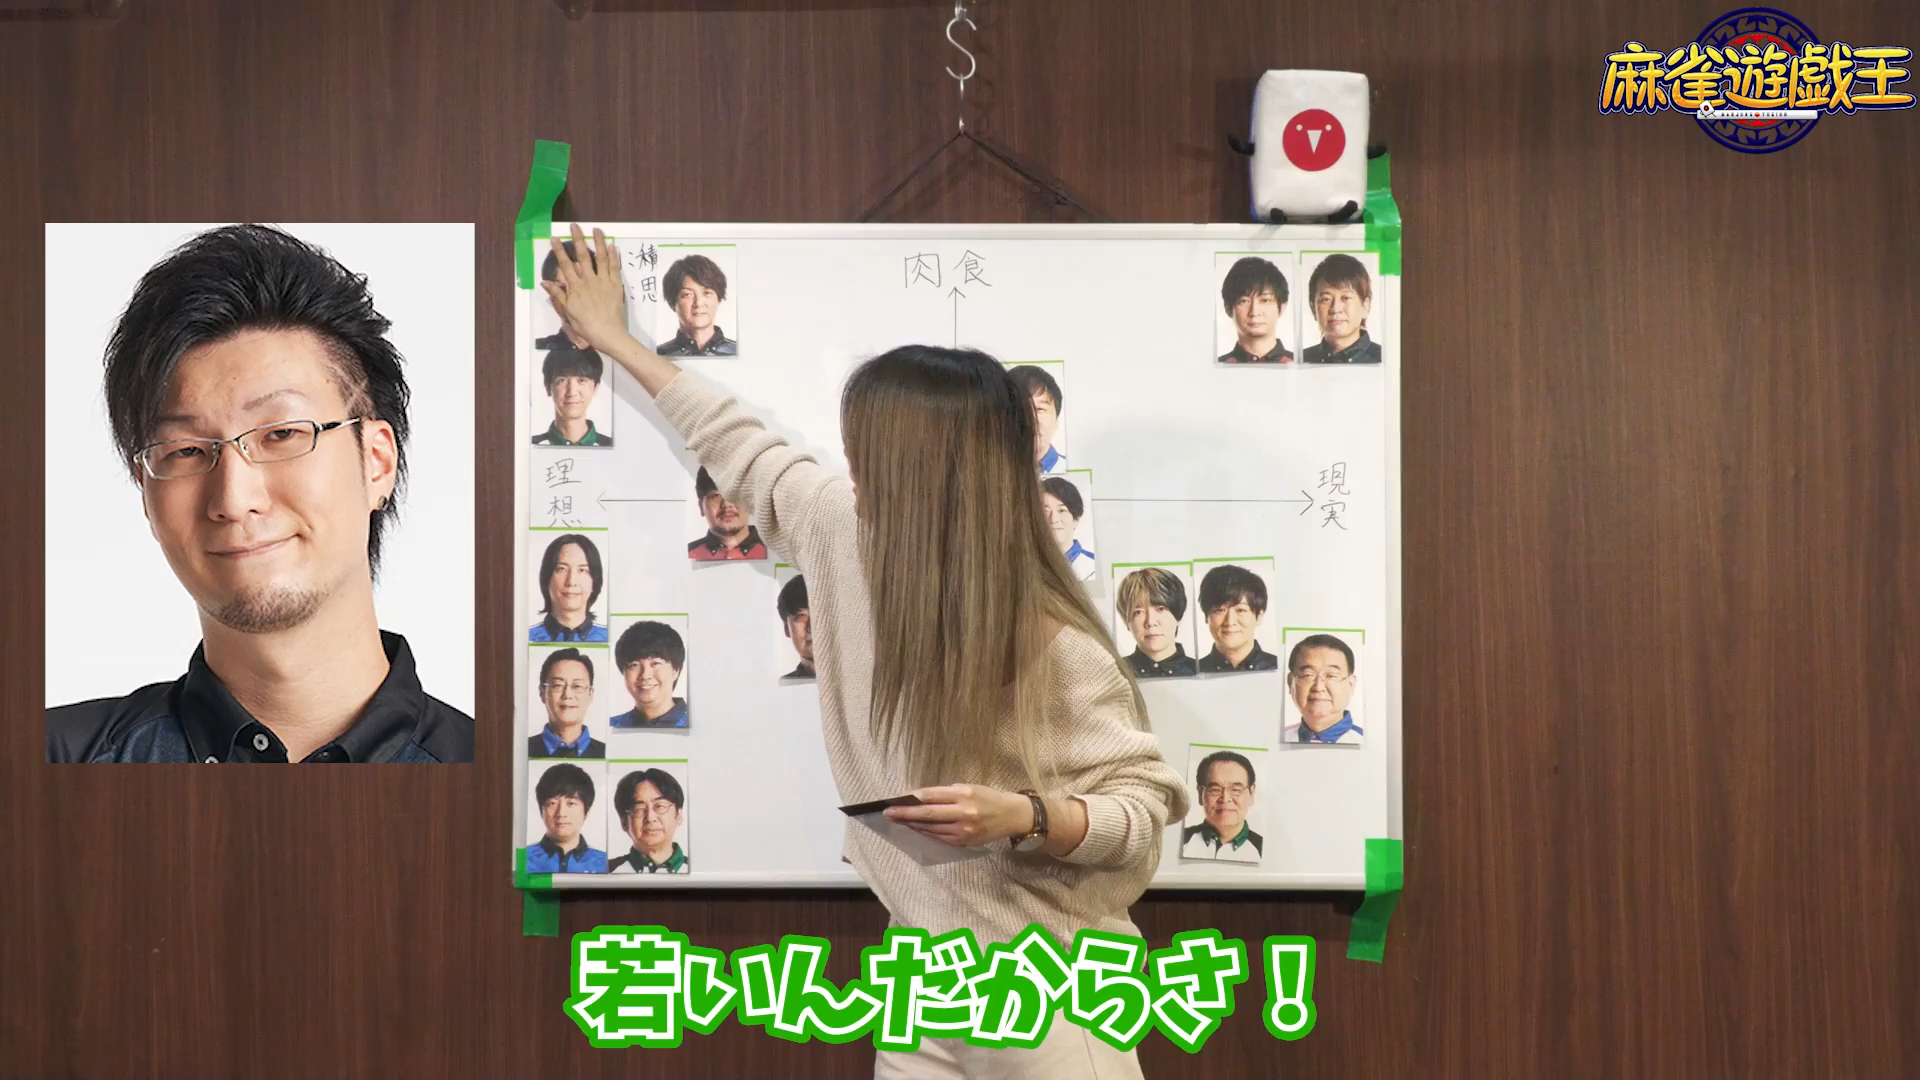 麻雀遊戯王
肉食
理想
現実
若いんだからさ！